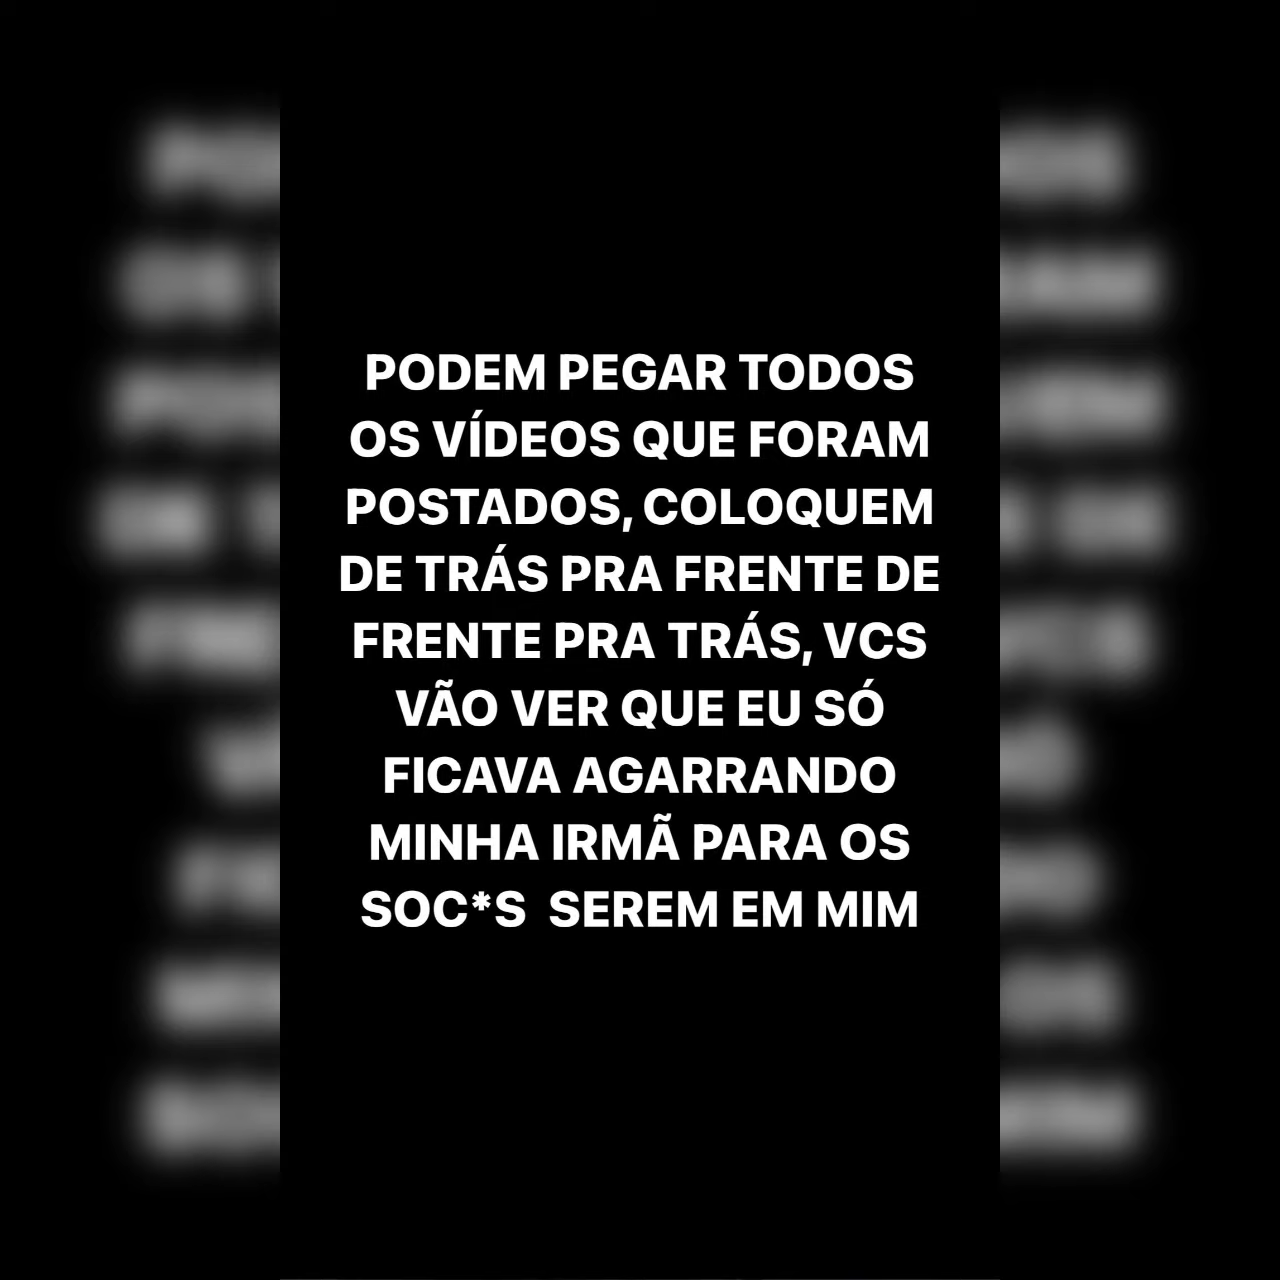 PODEM PEGAR TODOS
OS VÍDEOS QUE FORAM
POSTADOS, COLOQUEM
DE TRÁS PRA FRENTE DE
FRENTE PRA TRÁS, VCS
VÃO VER QUE EU SÓ
FICAVA AGARRANDO
MINHA IRMÃ PARA OS
SOC*S  SEREM EM MIM